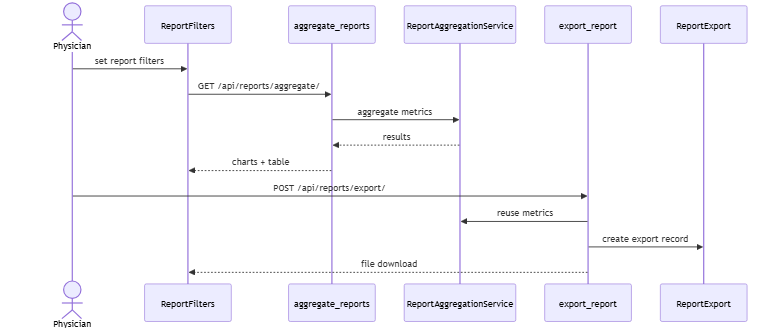 Physician
ReportFilters
aggregate_reports
ReportAggregationService
export_report
ReportExport
set report filters
GET /api/reports/aggregate/
aggregate metrics
results
charts + table
POST /api/reports/export/
reuse metrics
create export record
file download
Physician
ReportFilters
aggregate_reports
ReportAggregationService
export_report
ReportExport